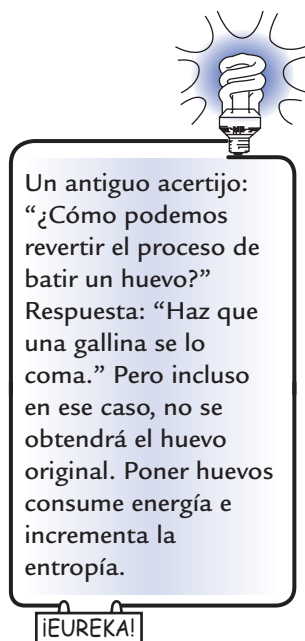 Un antiguo acertijo:
“¿Cómo podemos
revertir el proceso de
batir un huevo?”
Respuesta: “Haz que
una gallina se lo
coma.” Pero incluso
en ese caso, no se
obtendrá el huevo
original. Poner huevos
consume energía e
incrementa la
entropía.
¡EUREKA!